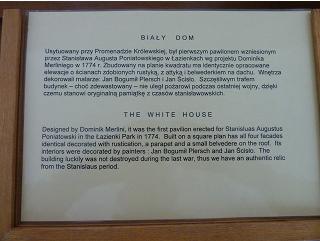 BIAŁY DOM
Usytuowany przy Promenadzie Królewskiej, był pierwszym pawilonem wzniesionym
przez Stanisława Augusta Poniatowskiego w Łazienkach wg projektu Dominika
Merliniego w 1774 r. Zbudowany na planie kwadratu ma identycznie opracowane
elewacje o ścianach zdobionych rustyką, z attyką i belwederkiem na dachu. Wnętrza
dekorowali malarze: Jan Bogumił Plersch and Jan Ścisło. Szczęśliwym trafem
budynek – choć zdewastowany – nie uległ pożarowi podczas ostatniej wojny, dzięki
czemu stanowi oryginalną pamiątkę z czasów stanisławowskich.
THE WHITE HOUSE
Designed by Dominik Merlini, it was the first pavilion erected for Stanisluas Augustus
Poniatowski in the Łazienki Park in 1774. Built on a square plan has all four facades
identical decorated with rustication, a parapet and a small belvedere on the roof. Its
interiors were decorated by painters : Jan Bogumił Plersch and Jan Ścisło. The
building luckily was not destroyed during the last war, thus we have an authentic relic
from the Stanislaus period.